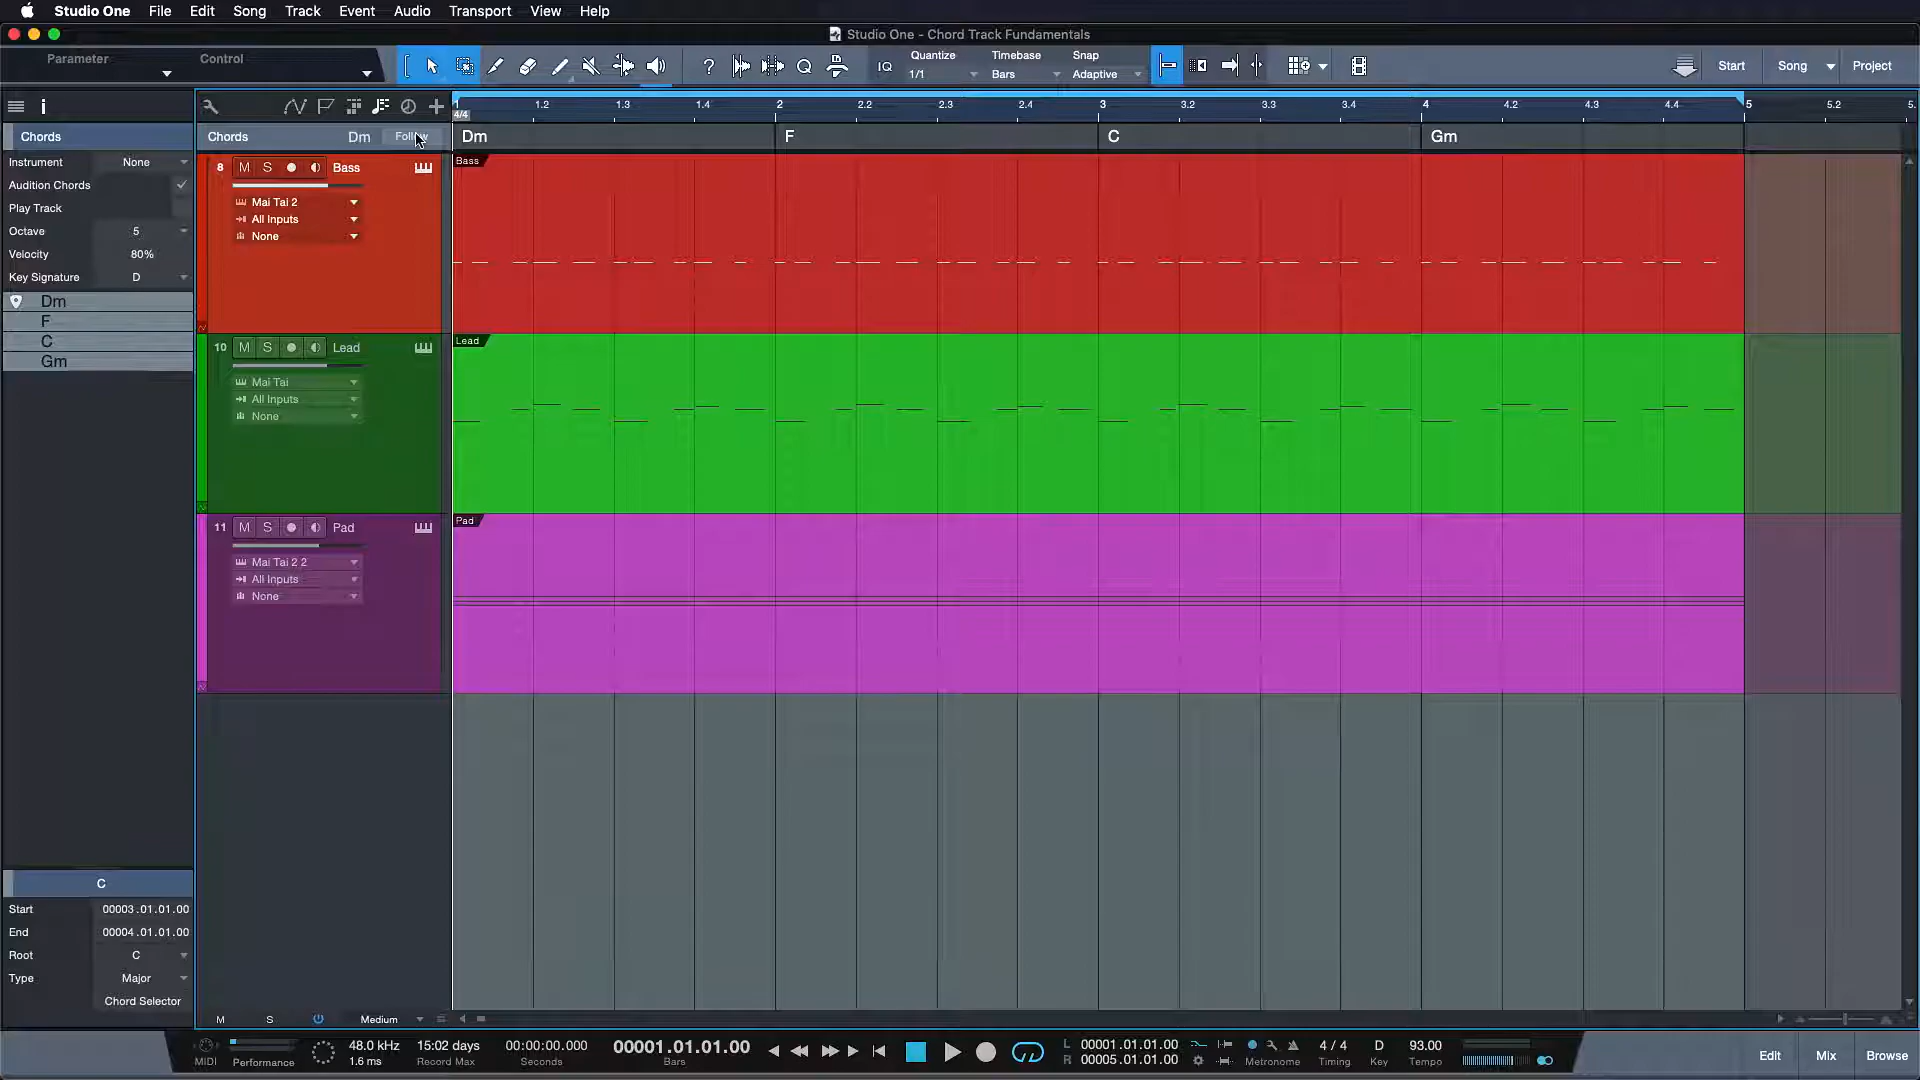 Studio One File Edit Song Track Event Audio Transport View Help
Studio One - Chord Track Fundamentals
Parameter Control
Quantize Timebase Snap
IQ 1/1 Bars Adaptive Start Song Project
1 1.2 1.3 1.4 2 2.2 2.3 2.4 3 3.2 3.3 3.4 4 4.2 4.3 4.4 5 5.2 5.
4/4
Chords
Chords Dm Follow Dm F C Gm
Instrument None
Audition Chords
Play Track
Octave 5
Velocity 80%
Key Signature D
Dm
F
C
Gm
8 M S Bass
Mai Tai 2
All Inputs
None
Bass
10 M S Lead
Mai Tai
All Inputs
None
Lead
11 M S Pad
Mai Tai 2 2
All Inputs
None
Pad
C
Start 00003.01.01.00
End 00004.01.01.00
Root C
Type Major
Chord Selector
M S Medium
MIDI Performance
48.0 kHz 15:02 days 00:00:00.000 00001.01.01.00
1.6 ms Record Max Seconds Bars
L 00001.01.01.00
R 00005.01.01.00
Metronome
4 / 4 D 93.00
Timing Key Tempo
Edit Mix Browse